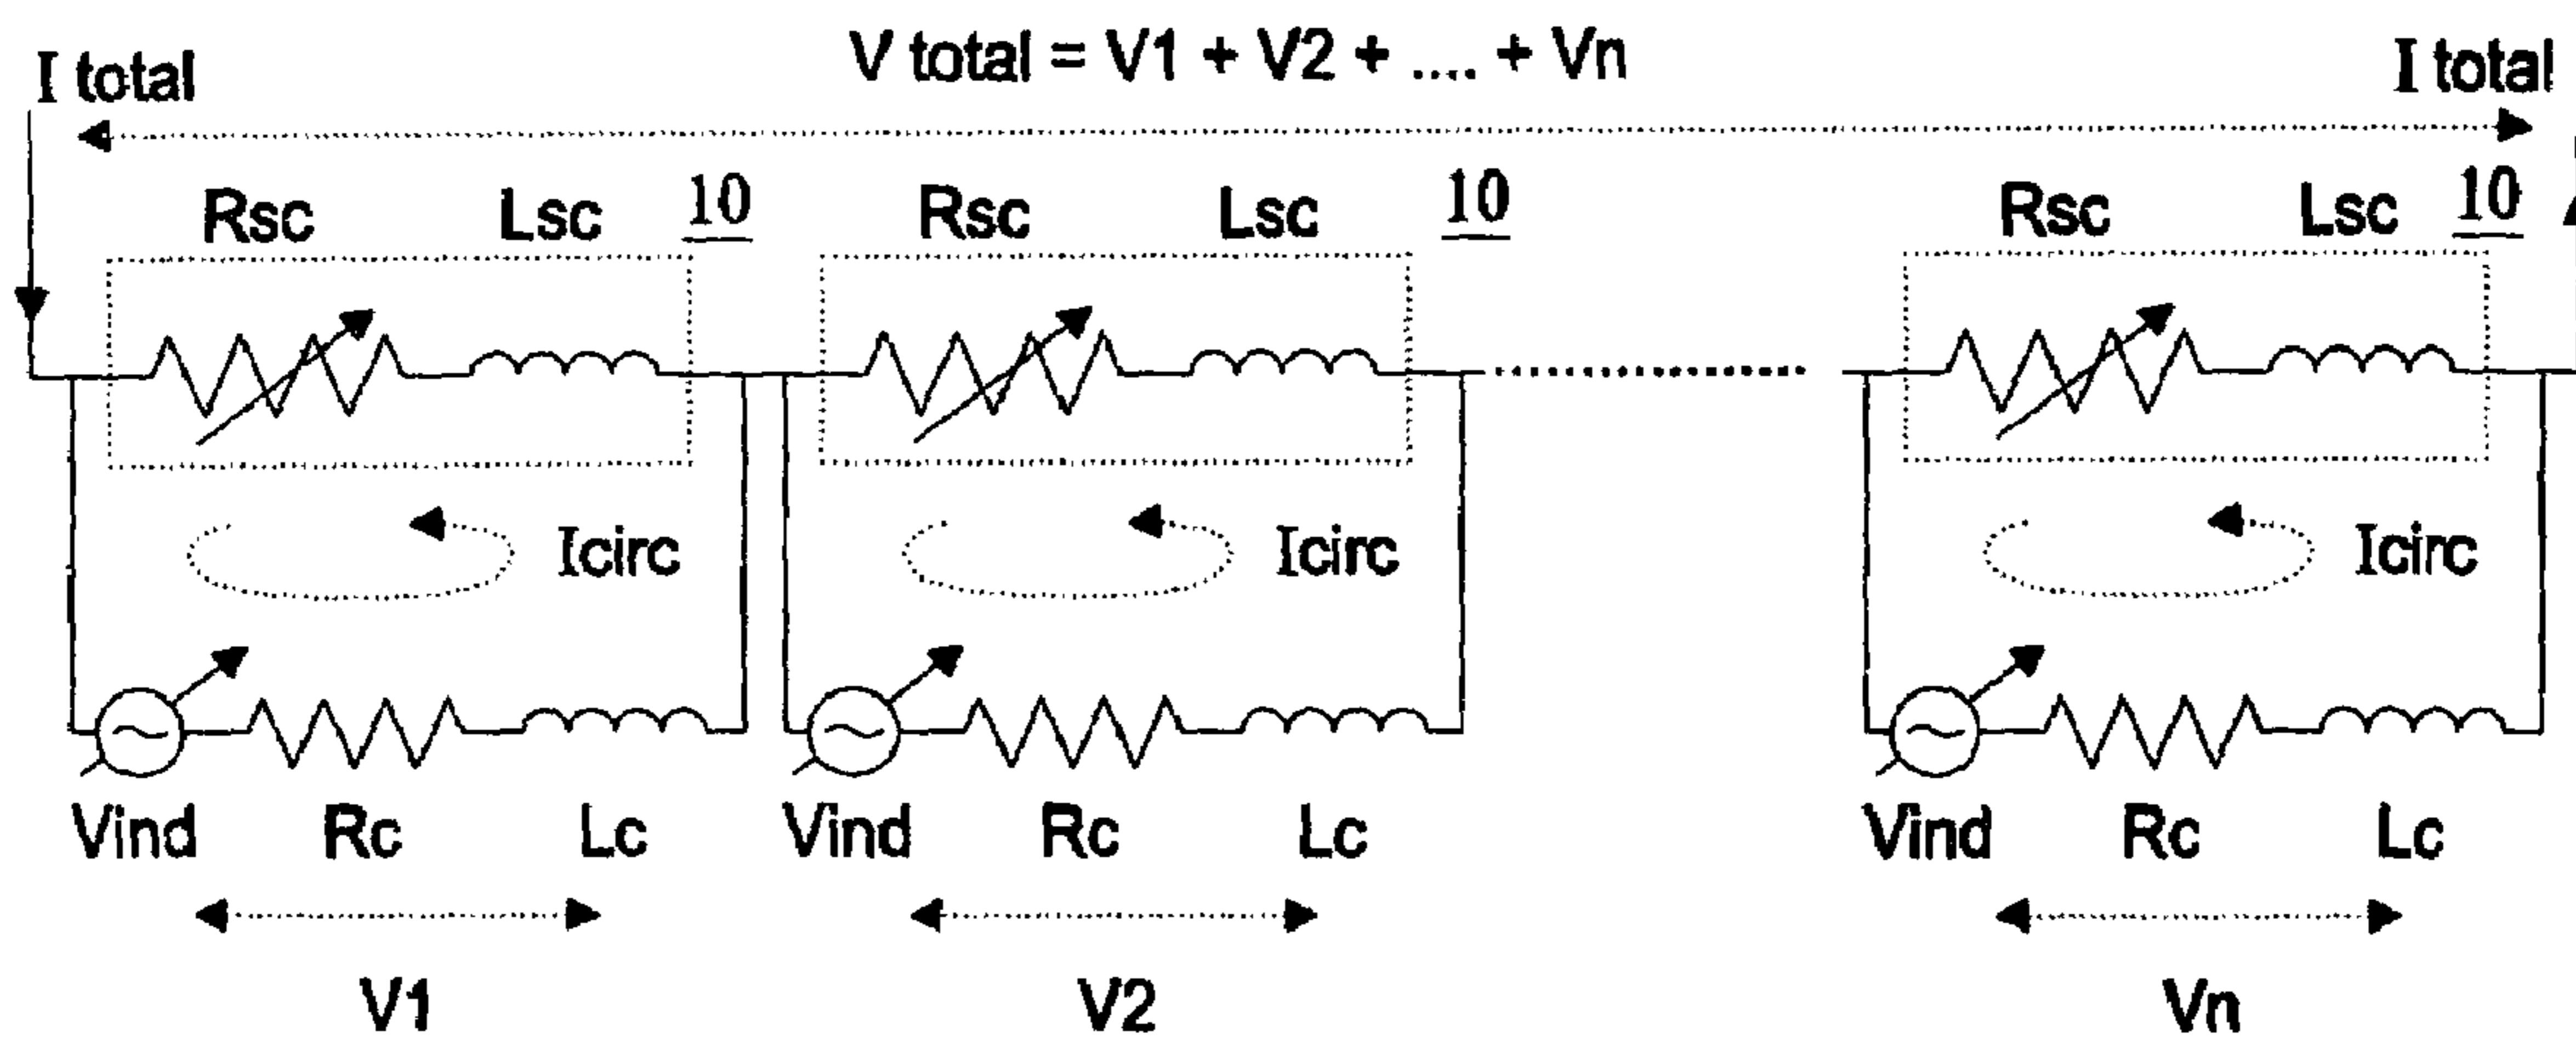 V total = V1 + V2 + .... + Vn
I total
I total
Rsc Lsc 10
Rsc Lsc 10
Rsc Lsc 10
Icirc
Icirc
Icirc
Vind Rc Lc
Vind Rc Lc
Vind Rc Lc
V1
V2
Vn